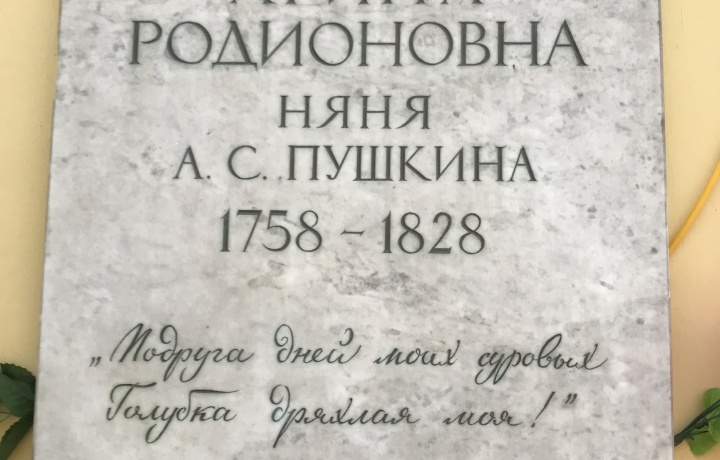 РОДИОНОВНА
НЯНЯ
А. С. ПУШКИНА
1758 - 1828
„Подруга дней моих суровых
Голубка дряхлая моя!”